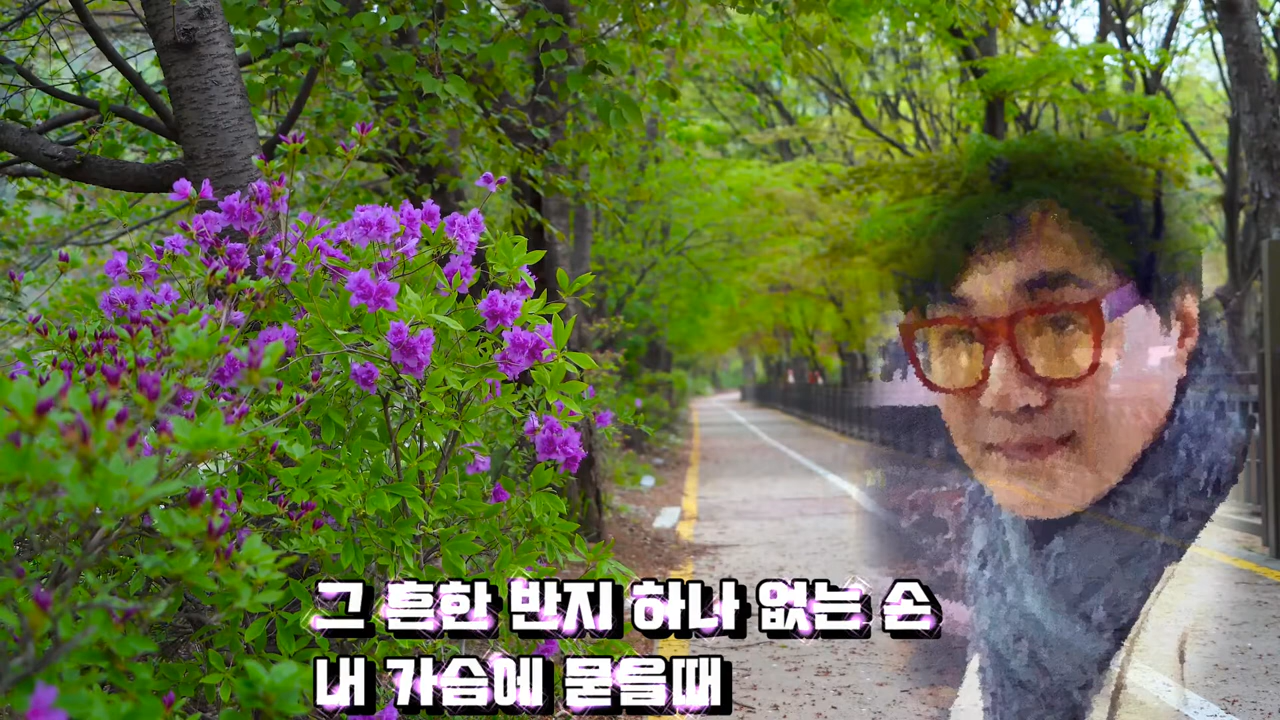 그 흔한 반지 하나 없는 손
내 가슴에 묻을때